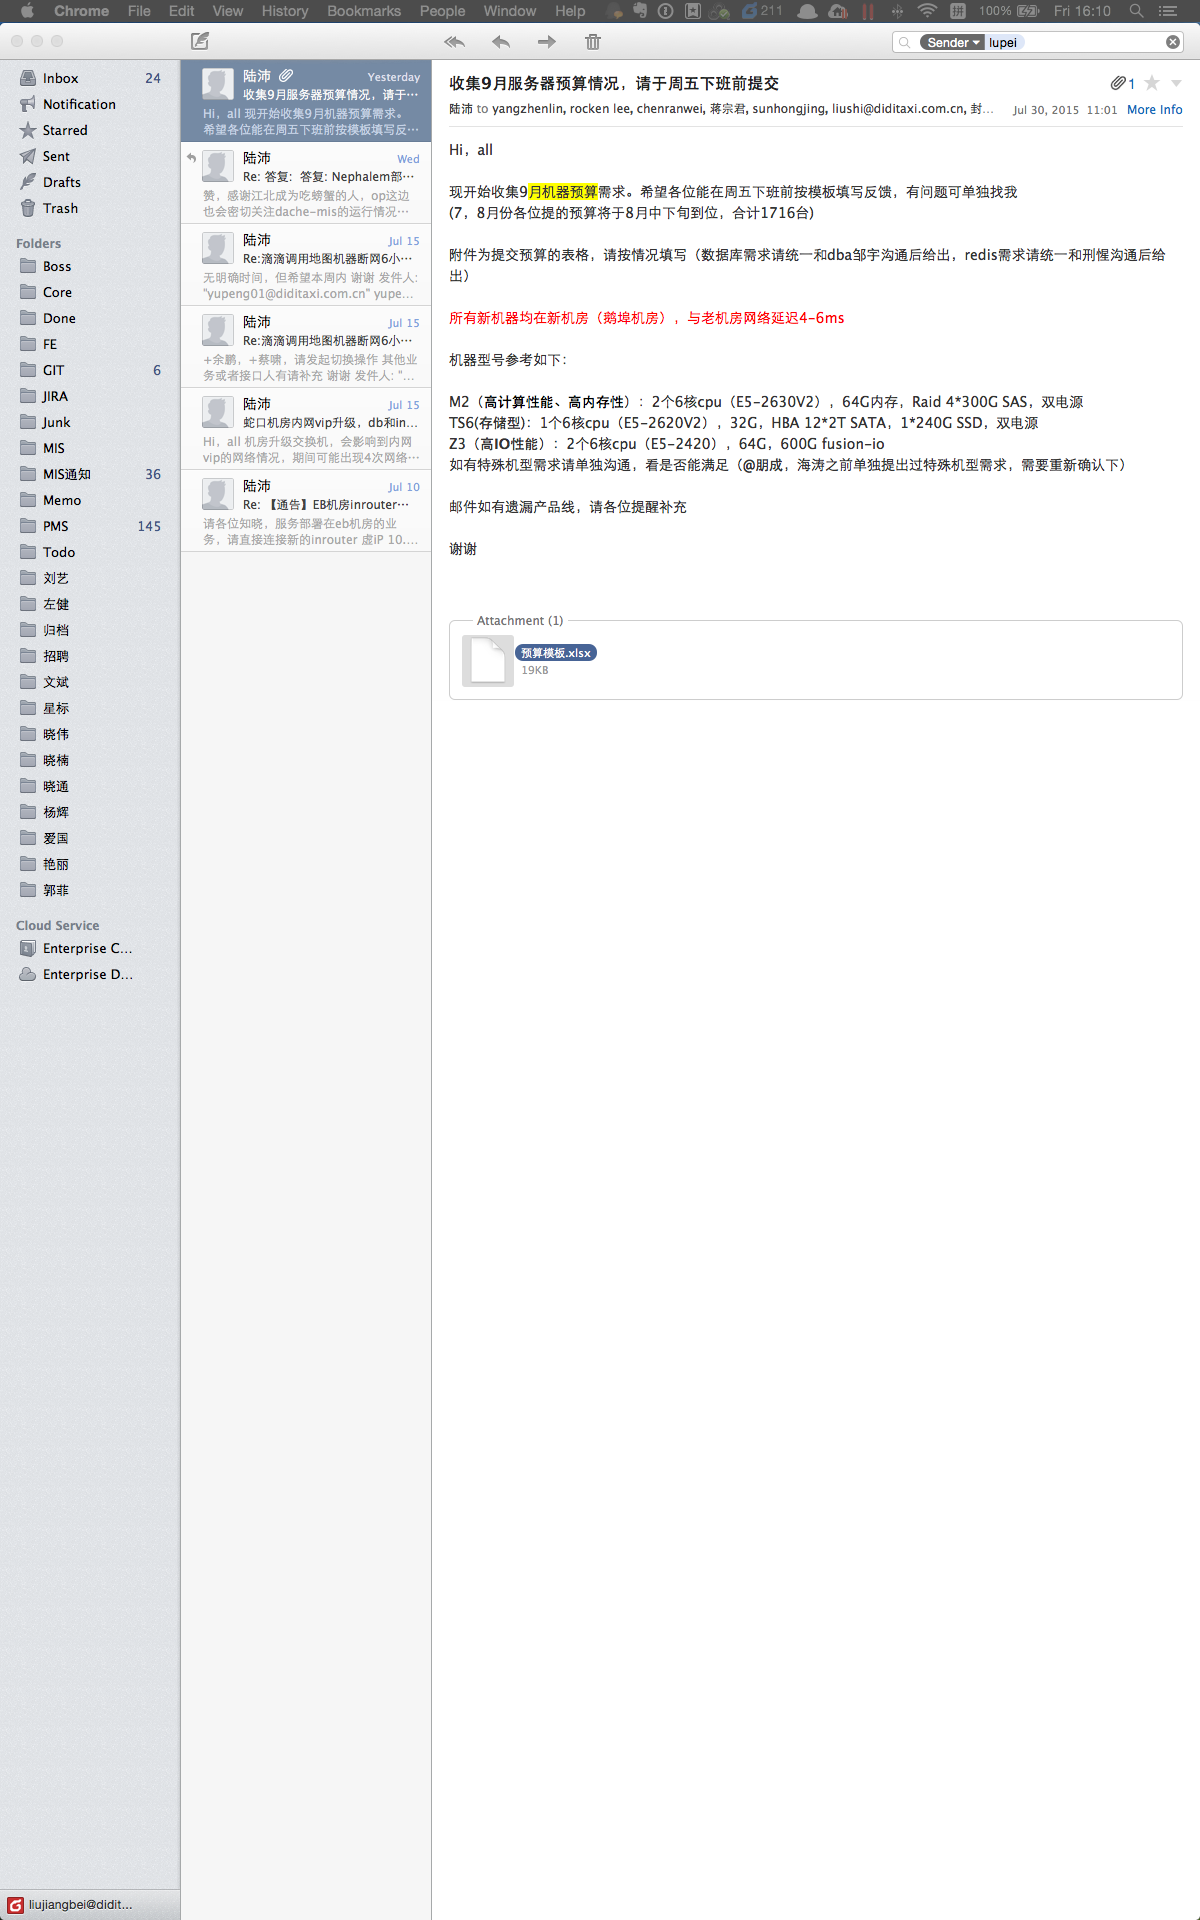 Chrome File Edit View History Bookmarks People Window Help 211 拼 100% Fri 16:10
Sender lupei
Inbox 24
Notification
Starred
Sent
Drafts
Trash
Folders
Boss
Core
Done
FE
GIT 6
JIRA
Junk
MIS
MIS通知 36
Memo
PMS 145
Todo
刘艺
左健
归档
招聘
文斌
星标
晓伟
晓楠
晓通
杨辉
爱国
艳丽
郭菲
Cloud Service
Enterprise C...
Enterprise D...
liujiangbei@didit...
陆沛 Yesterday
收集9月服务器预算情况，请于…
Hi，all 现开始收集9月机器预算需求。
希望各位能在周五下班前按模板填写反…
陆沛 Wed
Re: 答复: 答复: Nephalem部…
赞，感谢江北成为吃螃蟹的人，op这边
也会密切关注dache-mis的运行情况…
陆沛 Jul 15
Re:滴滴调用地图机器断网6小…
无明确时间，但希望本周内 谢谢 发件人:
"yupeng01@diditaxi.com.cn" yupe...
陆沛 Jul 15
Re:滴滴调用地图机器断网6小…
+余鹏，+蔡啸，请发起切换操作 其他业
务或者接口人有请补充 谢谢 发件人: "...
陆沛 Jul 15
蛇口机房内网vip升级，db和in...
Hi，all 机房升级交换机，会影响到内网
vip的网络情况，期间可能出现4次网络…
陆沛 Jul 10
Re: 【通告】EB机房inrouter…
请各位知晓，服务部署在eb机房的业
务，请直接连接新的inrouter 虚iP 10....
收集9月服务器预算情况，请于周五下班前提交 1
陆沛 to yangzhenlin, rocken lee, chenranwei, 蒋宗君, sunhongjing, liushi@diditaxi.com.cn, 封... Jul 30, 2015 11:01 More Info
Hi，all
现开始收集9月机器预算需求。希望各位能在周五下班前按模板填写反馈，有问题可单独找我
(7，8月份各位提的预算将于8月中下旬到位，合计1716台)
附件为提交预算的表格，请按情况填写（数据库需求请统一和dba邹宇沟通后给出，redis需求请统一和刑惺沟通后给
出）
所有新机器均在新机房（鹅埠机房），与老机房网络延迟4-6ms
机器型号参考如下：
M2（高计算性能、高内存性）：2个6核cpu（E5-2630V2），64G内存，Raid 4*300G SAS，双电源
TS6(存储型)：1个6核cpu（E5-2620V2），32G，HBA 12*2T SATA，1*240G SSD，双电源
Z3（高IO性能）：2个6核cpu（E5-2420），64G，600G fusion-io
如有特殊机型需求请单独沟通，看是否能满足（@朋成，海涛之前单独提出过特殊机型需求，需要重新确认下）
邮件如有遗漏产品线，请各位提醒补充
谢谢
Attachment (1)
预算模板.xlsx
19KB